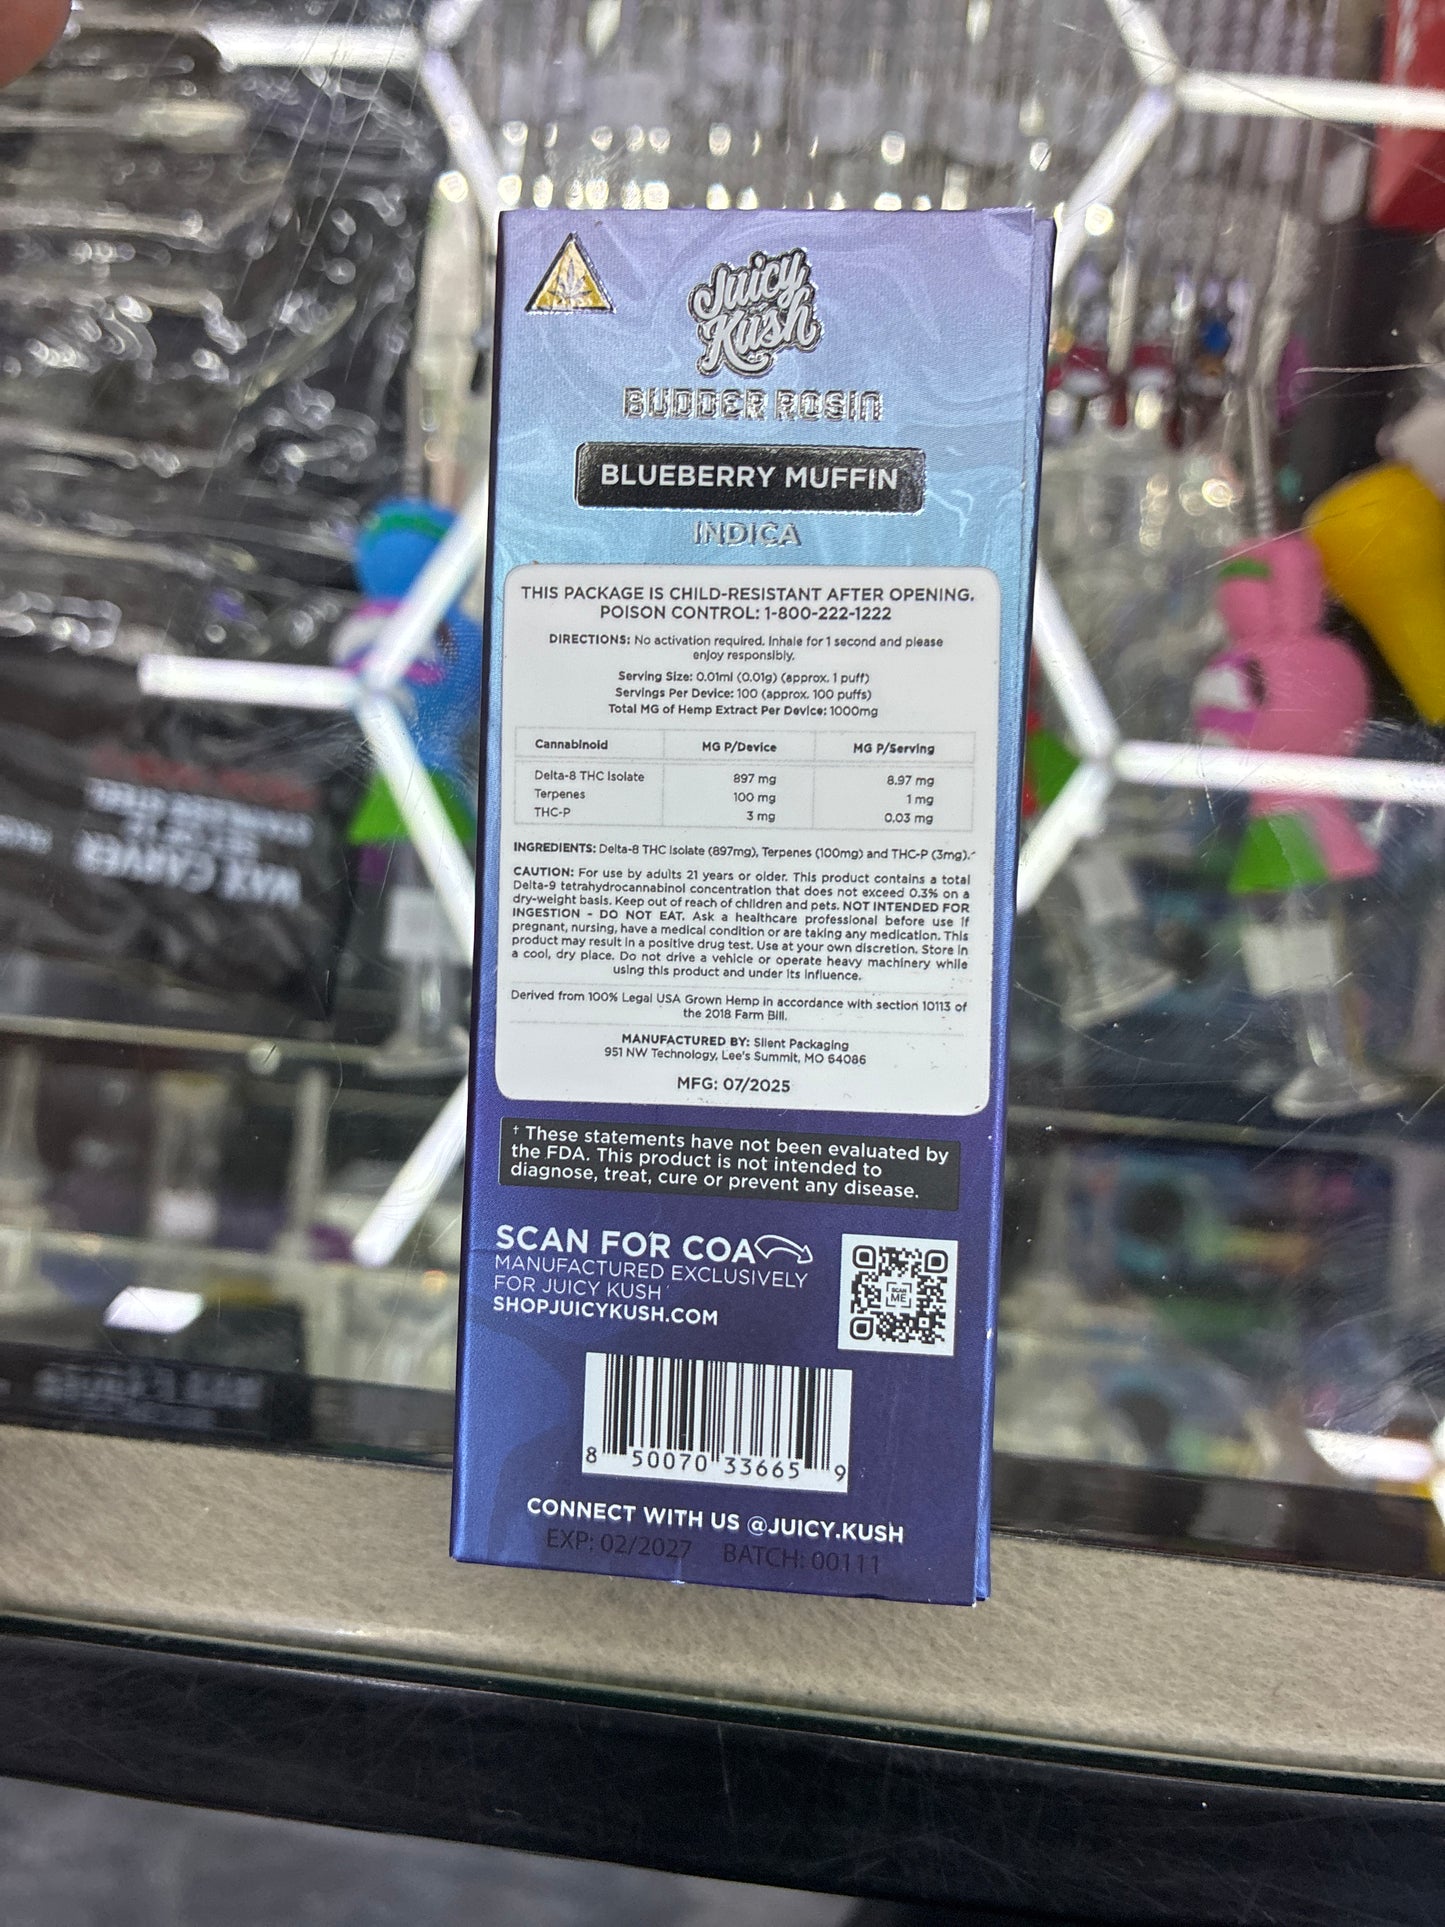 Juicy
Kush
BUDDER ROSIN
BLUEBERRY MUFFIN
INDICA
THIS PACKAGE IS CHILD-RESISTANT AFTER OPENING.
POISON CONTROL: 1-800-222-1222
DIRECTIONS: No activation required. Inhale for 1 second and please
enjoy responsibly.
Serving Size: 0.01ml (0.01g) (approx. 1 puff)
Servings Per Device: 100 (approx. 100 puffs)
Total MG of Hemp Extract Per Device: 1000mg
Cannabinoid MG P/Device MG P/Serving
Delta-8 THC Isolate 897 mg 8.97 mg
Terpenes 100 mg 1 mg
THC-P 3 mg 0.03 mg
INGREDIENTS: Delta-8 THC Isolate (897mg), Terpenes (100mg) and THC-P (3mg).
CAUTION: For use by adults 21 years or older. This product contains a total
Delta-9 tetrahydrocannabinol concentration that does not exceed 0.3% on a
dry-weight basis. Keep out of reach of children and pets. NOT INTENDED FOR
INGESTION - DO NOT EAT. Ask a healthcare professional before use if
pregnant, nursing, have a medical condition or are taking any medication. This
product may result in a positive drug test. Use at your own discretion. Store in
a cool, dry place. Do not drive a vehicle or operate heavy machinery while
using this product and under its influence.
Derived from 100% Legal USA Grown Hemp in accordance with section 10113 of
the 2018 Farm Bill.
MANUFACTURED BY: Silent Packaging
951 NW Technology, Lee's Summit, MO 64086
MFG: 07/2025
† These statements have not been evaluated by
the FDA. This product is not intended to
diagnose, treat, cure or prevent any disease.
SCAN FOR COA
MANUFACTURED EXCLUSIVELY
FOR JUICY KUSH
SHOPJUICYKUSH.COM
SCAN
ME
8 50070 33665 9
CONNECT WITH US @JUICY.KUSH
EXP: 02/2027 BATCH: 00111
WAX CARVER